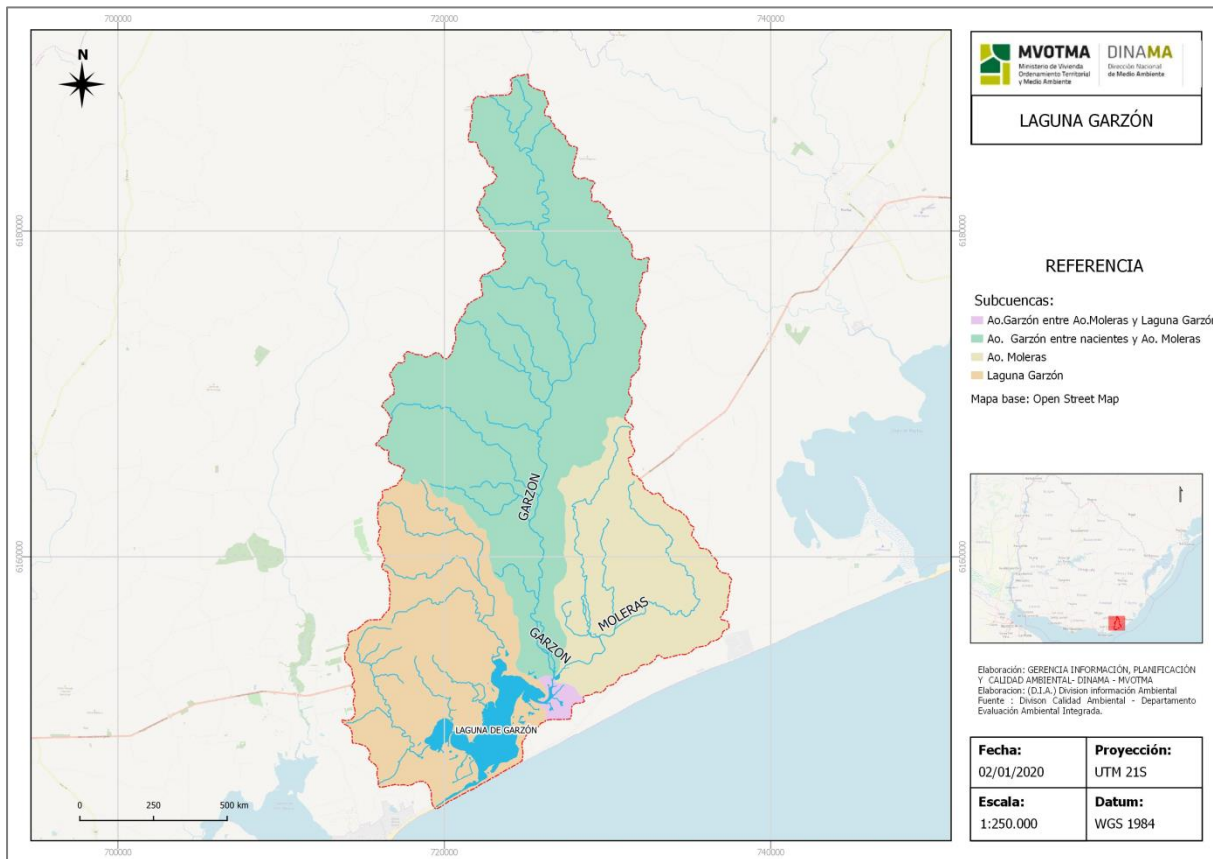 700000
720000
740000
N
6180000
6180000
6160000
6160000
GARZON
MOLERAS
GARZON
LAGUNA DE GARZÓN
0 250 500 km
700000
720000
740000
MVOTMA
Ministerio de Vivienda
Ordenamiento Territorial
y Medio Ambiente
DINAMA
Dirección Nacional
de Medio Ambiente
LAGUNA GARZÓN
REFERENCIA
Subcuencas:
Ao.Garzón entre Ao.Moleras y Laguna Garzón
Ao. Garzón entre nacientes y Ao. Moleras
Ao. Moleras
Laguna Garzón
Mapa base: Open Street Map
Elaboración: GERENCIA INFORMACIÓN, PLANIFICACIÓN
Y CALIDAD AMBIENTAL- DINAMA - MVOTMA
Elaboracion: (D.I.A.) Division información Ambiental
Fuente : Divison Calidad Ambiental - Departamento
Evaluación Ambiental Integrada.
Fecha:
02/01/2020
Proyección:
UTM 21S
Escala:
1:250.000
Datum:
WGS 1984